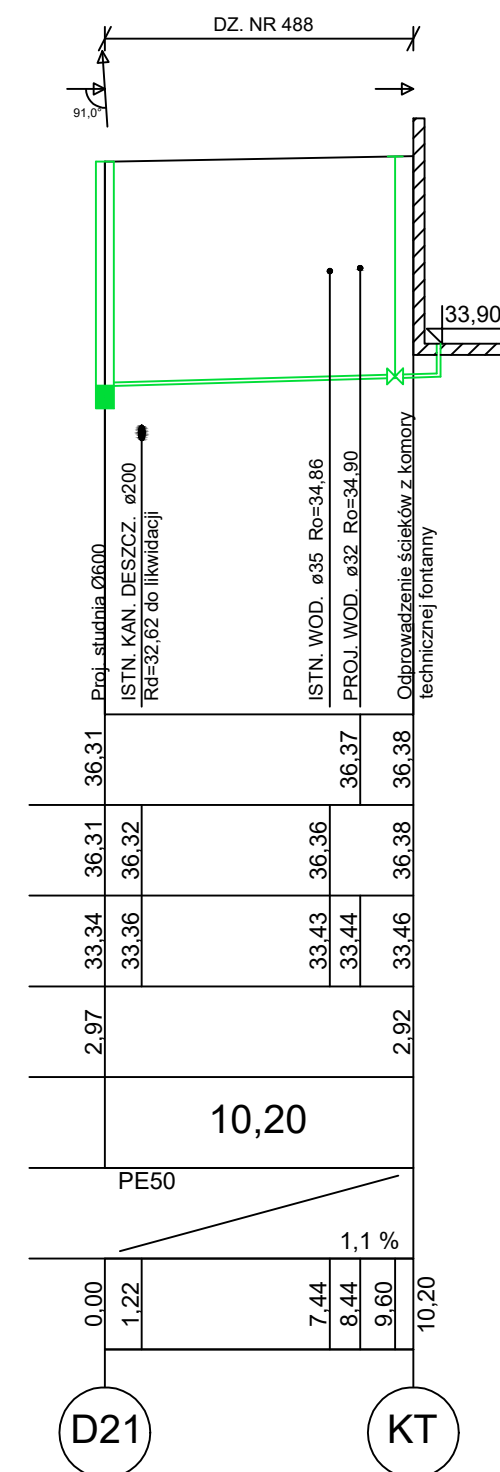 DZ. NR 488
91,0°
33,90
Proj. studnia Ø600
ISTN. KAN. DESZCZ. ø200
Rd=32,62 do likwidacji
ISTN. WOD. ø35 Ro=34,86
PROJ. WOD. ø32 Ro=34,90
Odprowadzenie ścieków z komory
technicznej fontanny
36,31
36,37
36,38
36,31
36,32
36,36
36,38
33,34
33,36
33,43
33,44
33,46
2,97
2,92
10,20
PE50
1,1 %
0,00
1,22
7,44
8,44
9,60
10,20
D21
KT